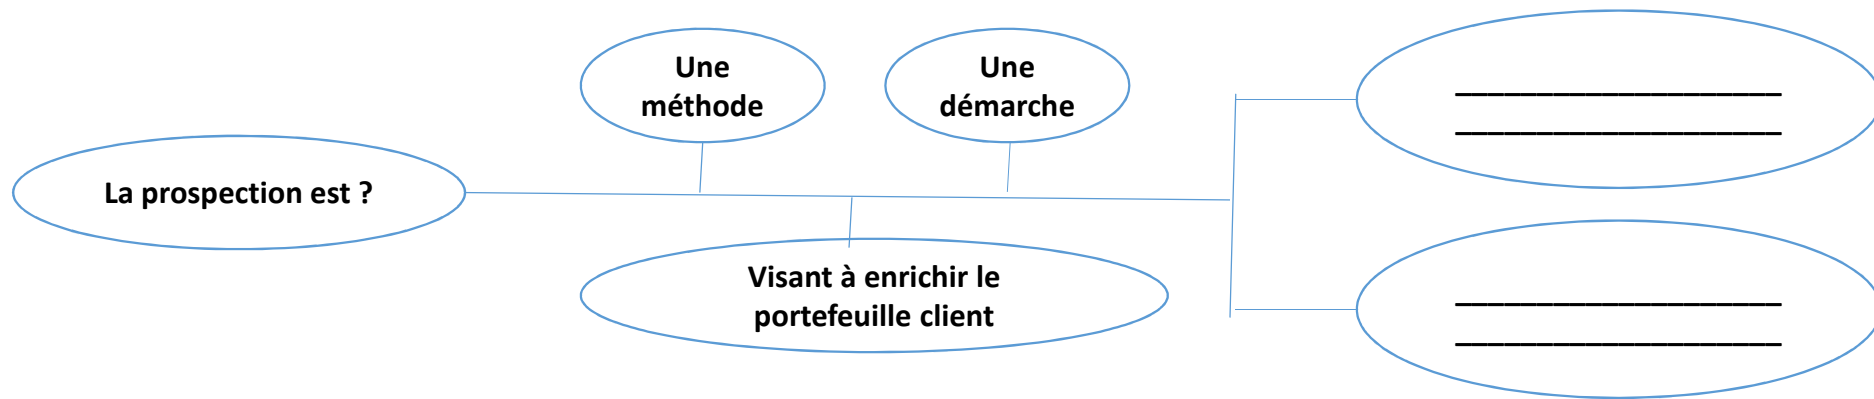 Une
méthode
Une
démarche
La prospection est ?
Visant à enrichir le
portefeuille client